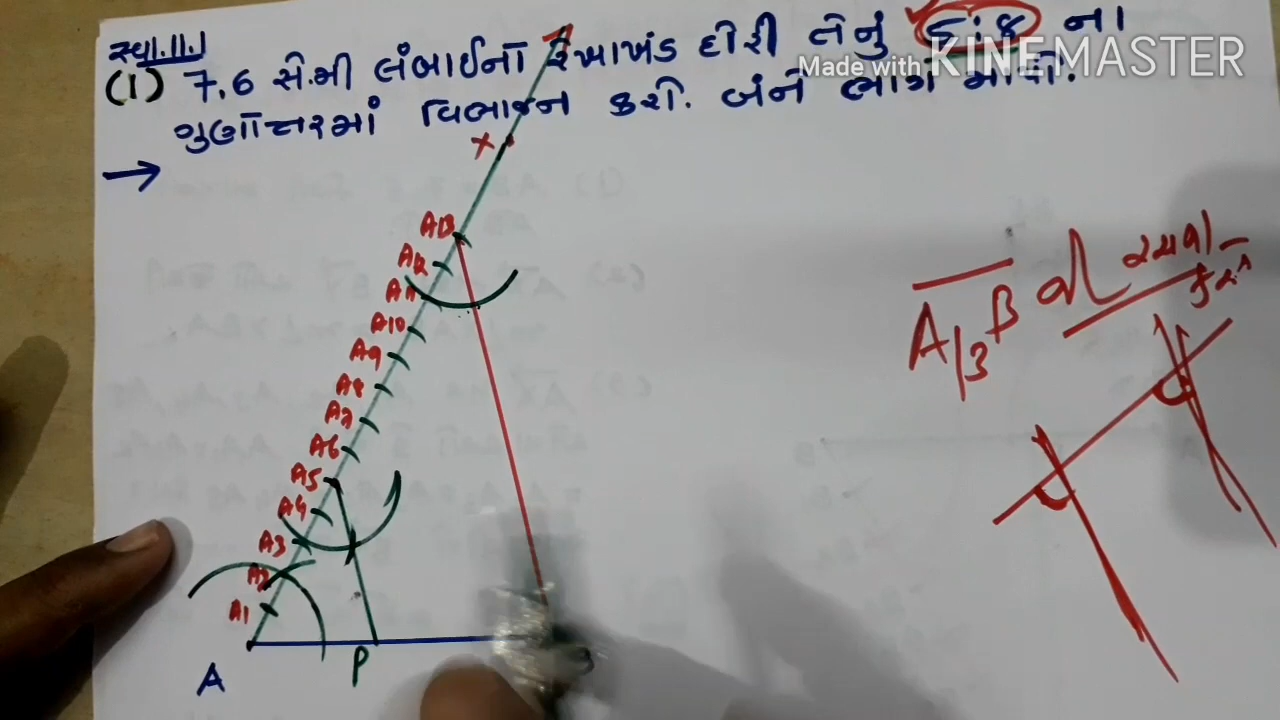 સ્વા.11.1
(1) 7.6 સે.મી લંબાઈનો રેખાખંડ દોરી તેનું 5:8 ના
ગુણોત્તરમાં વિભાજન કરો. બંને ભાગ માપો.
→
Made with KINEMASTER
X
A13
A12
A11
A10
A9
A8
A7
A6
A5
A4
A3
A2
A1
A
P
A13B ની સમાં-